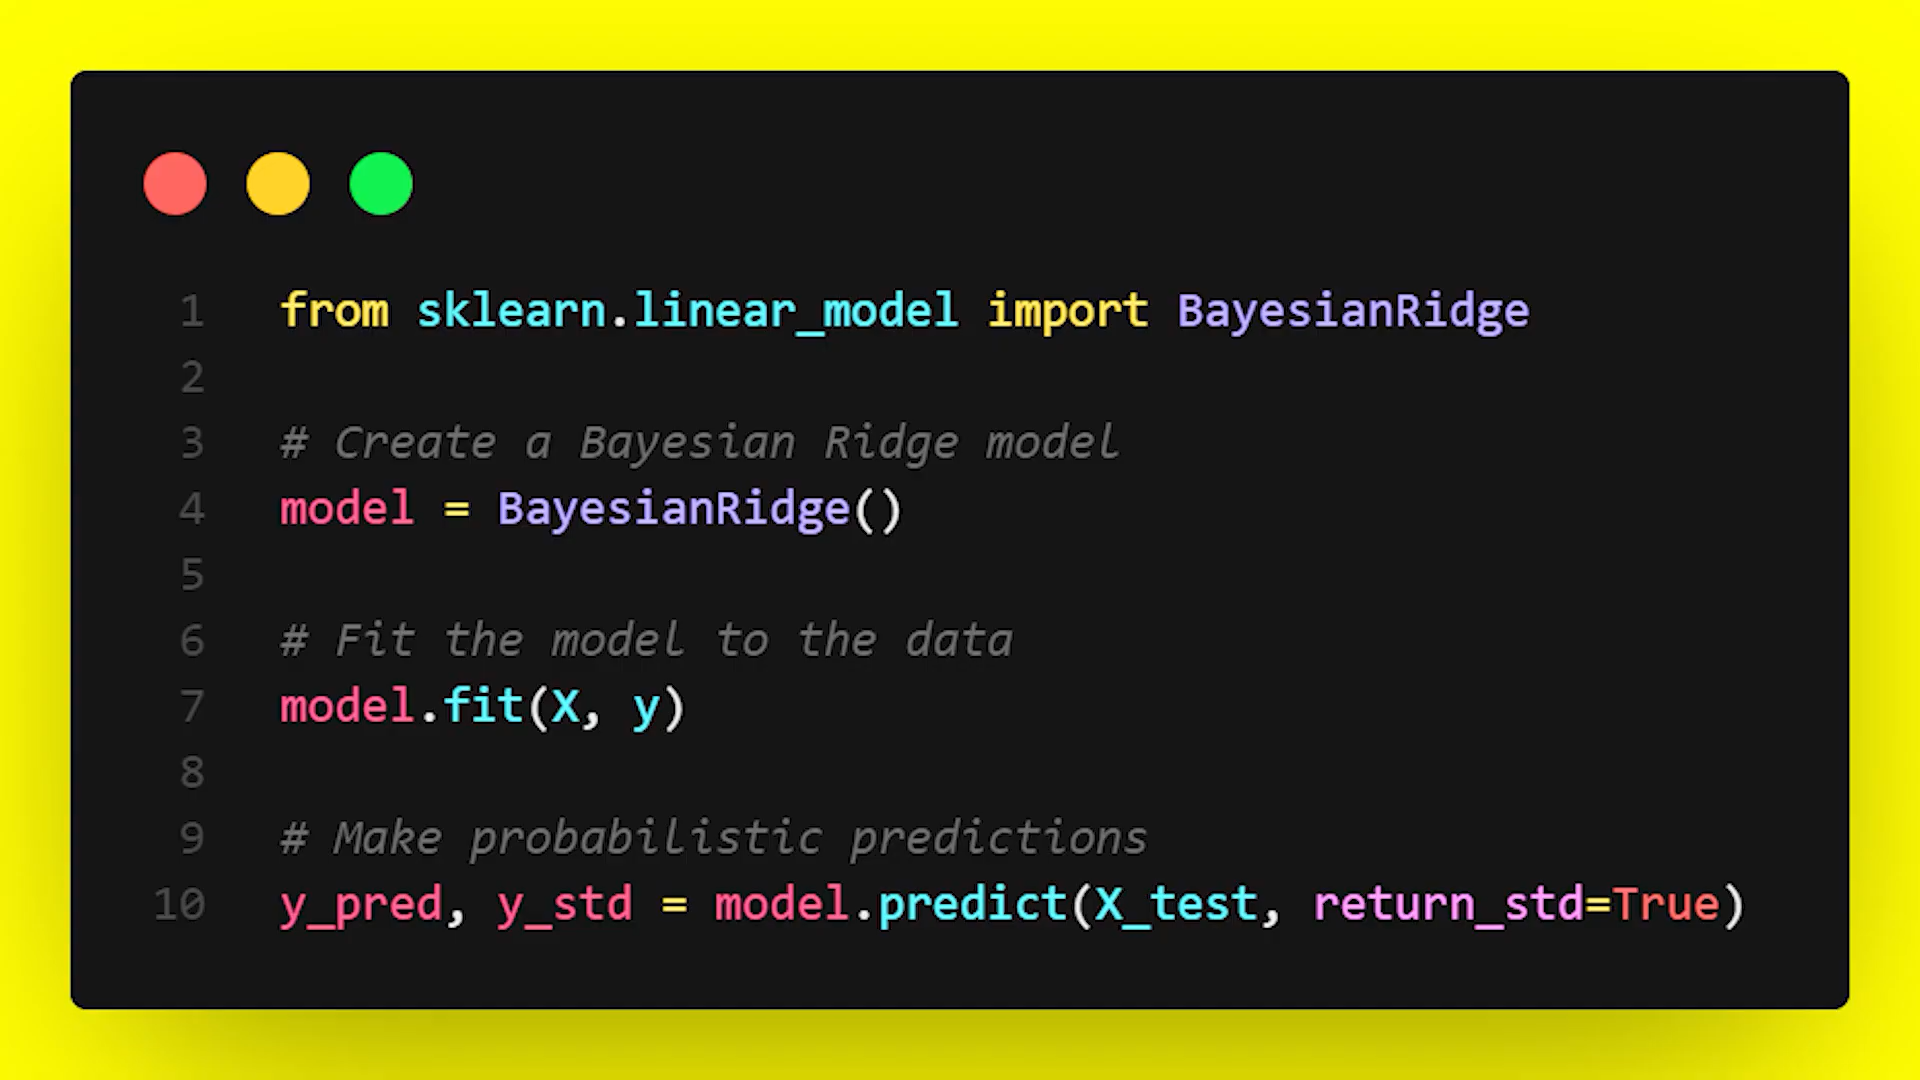 1 from sklearn.linear_model import BayesianRidge
2
3 # Create a Bayesian Ridge model
4 model = BayesianRidge()
5
6 # Fit the model to the data
7 model.fit(X, y)
8
9 # Make probabilistic predictions
10 y_pred, y_std = model.predict(X_test, return_std=True)